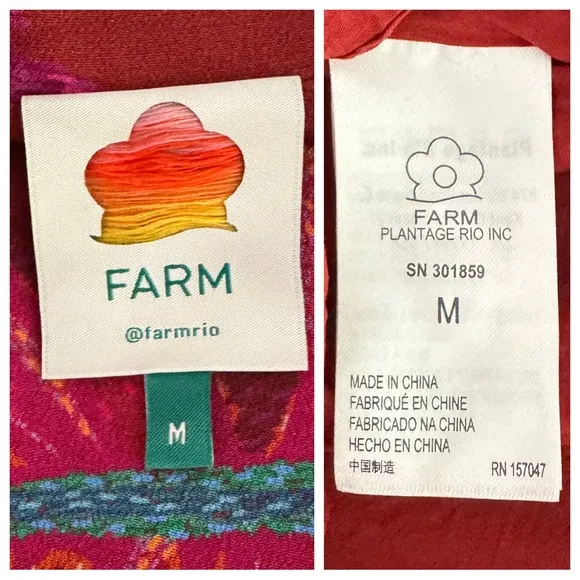 FARM
@farmrio
M
FARM
PLANTAGE RIO INC
SN 301859
M
MADE IN CHINA
FABRIQUÉ EN CHINE
FABRICADO NA CHINA
HECHO EN CHINA
中国制造 RN 157047